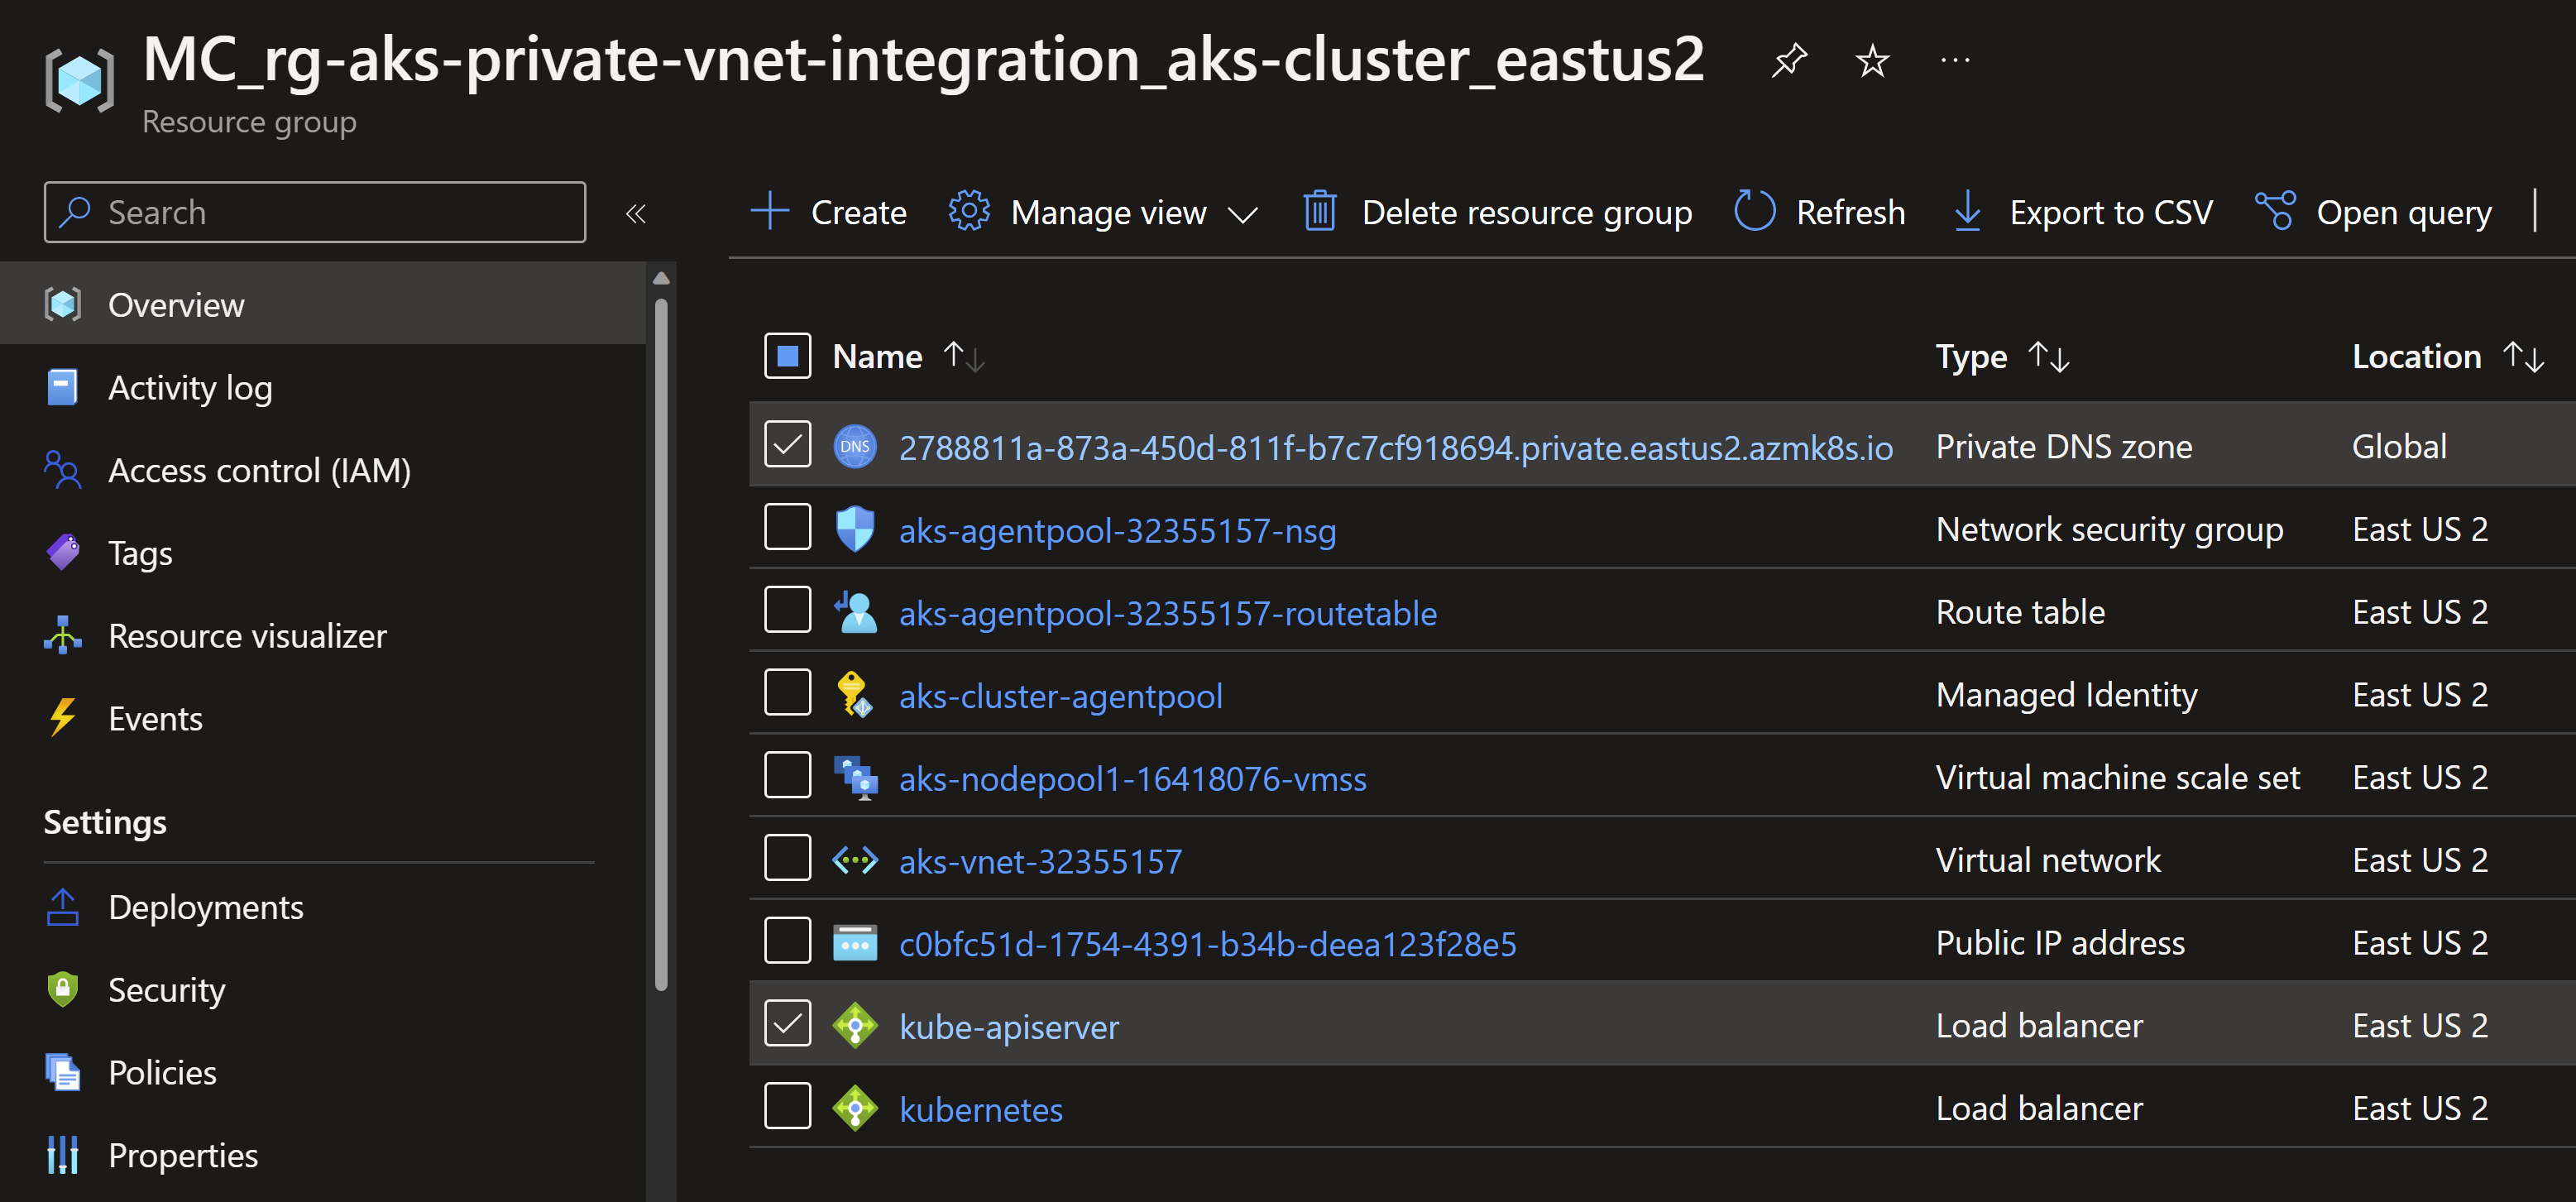 MC_rg-aks-private-vnet-integration_aks-cluster_eastus2
Resource group
Search
Create Manage view Delete resource group Refresh Export to CSV Open query
Overview
Activity log
Access control (IAM)
Tags
Resource visualizer
Events
Settings
Deployments
Security
Policies
Properties
Name Type Location
DNS 2788811a-873a-450d-811f-b7c7cf918694.private.eastus2.azmk8s.io Private DNS zone Global
aks-agentpool-32355157-nsg Network security group East US 2
aks-agentpool-32355157-routetable Route table East US 2
aks-cluster-agentpool Managed Identity East US 2
aks-nodepool1-16418076-vmss Virtual machine scale set East US 2
aks-vnet-32355157 Virtual network East US 2
c0bfc51d-1754-4391-b34b-deea123f28e5 Public IP address East US 2
kube-apiserver Load balancer East US 2
kubernetes Load balancer East US 2